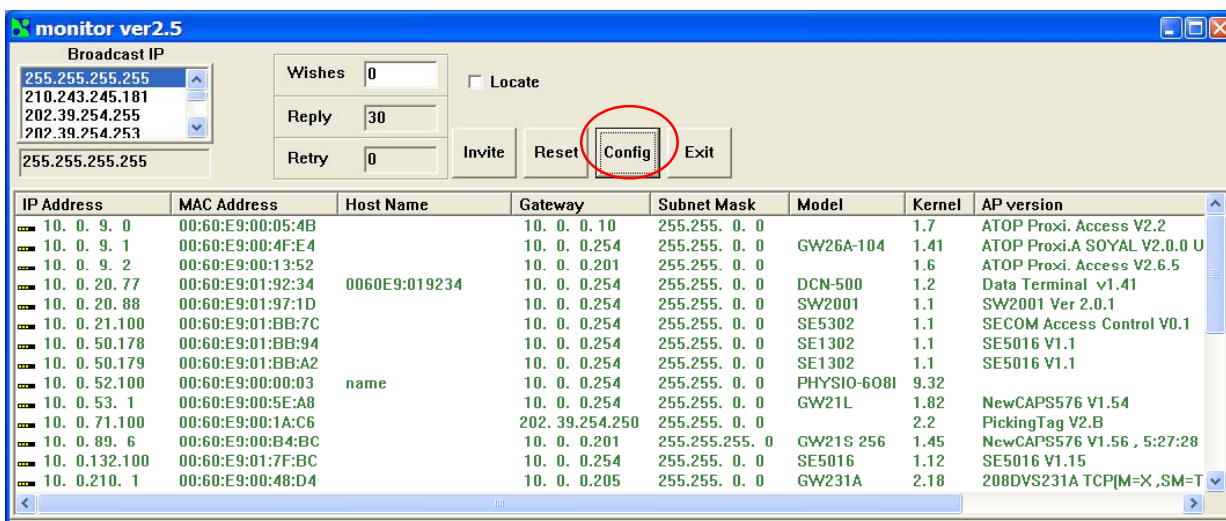 monitor ver2.5
Broadcast IP
255.255.255.255
210.243.245.181
202.39.254.255
202.39.254.253
255.255.255.255
Wishes 0
Reply 30
Retry 0
Locate
Invite Reset Config Exit
IP Address MAC Address Host Name Gateway Subnet Mask Model Kernel AP version
10. 0. 9. 0 00:60:E9:00:05:4B 10. 0. 0. 10 255.255. 0. 0 1.7 ATOP Proxi. Access V2.2
10. 0. 9. 1 00:60:E9:00:4F:E4 10. 0. 0.254 255.255. 0. 0 GW26A-104 1.41 ATOP Proxi.A SOYAL V2.0.0 U
10. 0. 9. 2 00:60:E9:00:13:52 10. 0. 0.201 255.255. 0. 0 1.6 ATOP Proxi. Access V2.6.5
10. 0. 20. 77 00:60:E9:01:92:34 0060E9:019234 10. 0. 0.254 255.255. 0. 0 DCN-500 1.2 Data Terminal v1.41
10. 0. 20. 88 00:60:E9:01:97:1D 10. 0. 0.254 255.255. 0. 0 SW2001 1.1 SW2001 Ver 2.0.1
10. 0. 21.100 00:60:E9:01:BB:7C 10. 0. 0.254 255.255. 0. 0 SE5302 1.1 SECOM Access Control V0.1
10. 0. 50.178 00:60:E9:01:BB:94 10. 0. 0.254 255.255. 0. 0 SE1302 1.1 SE5016 V1.1
10. 0. 50.179 00:60:E9:01:BB:A2 10. 0. 0.254 255.255. 0. 0 SE1302 1.1 SE5016 V1.1
10. 0. 52.100 00:60:E9:00:00:03 name 10. 0. 0.254 255.255. 0. 0 PHYSIO-608I 9.32
10. 0. 53. 1 00:60:E9:00:5E:A8 10. 0. 0.254 255.255. 0. 0 GW21L 1.82 NewCAPS576 V1.54
10. 0. 71.100 00:60:E9:00:1A:C6 202. 39.254.250 255.255. 0. 0 2.2 PickingTag V2.B
10. 0. 89. 6 00:60:E9:00:B4:BC 10. 0. 0.201 255.255.255. 0 GW21S-256 1.45 NewCAPS576 V1.56 , 5:27:28
10. 0.132.100 00:60:E9:01:7F:BC 10. 0. 0.254 255.255. 0. 0 SE5016 1.12 SE5016 V1.15
10. 0.210. 1 00:60:E9:00:48:D4 10. 0. 0.205 255.255. 0. 0 GW231A 2.18 208DVS231A TCP(M=X ,SM=T